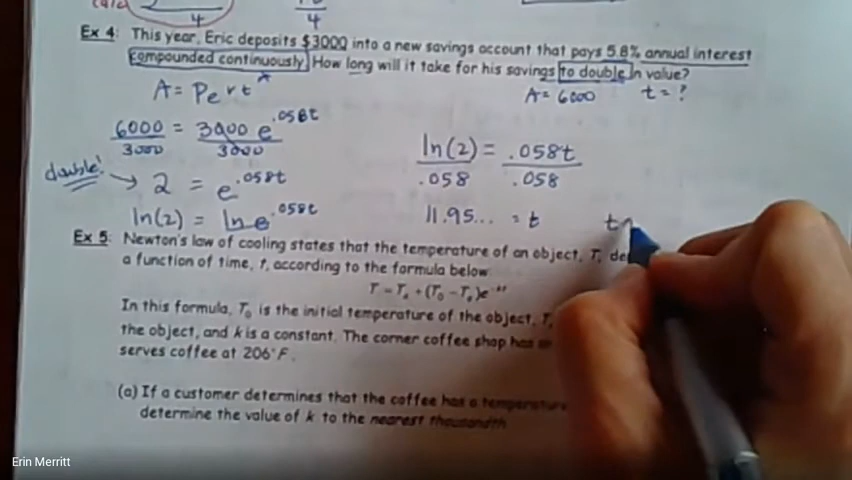 4
4
Ex 4: This year, Eric deposits $3000 into a new savings account that pays 5.8% annual interest
compounded continuously. How long will it take for his savings to double in value?
A = Pe^rt
A = 6000 t = ?
6000/3000 = 3000e^.058t/3000
double! → 2 = e^.058t
ln(2) = ln e^.058t
ln(2)/.058 = .058t/.058
11.95... = t
t≈
Ex 5: Newton's law of cooling states that the temperature of an object, T,
a function of time, t, according to the formula below.
In this formula, T₀ is the initial temperature of the object,
the object, and k is a constant. The corner coffee shop has
serves coffee at 206°F.
(a) If a customer determines that the coffee has a temperature
determine the value of k to the nearest thousandth
Erin Merritt